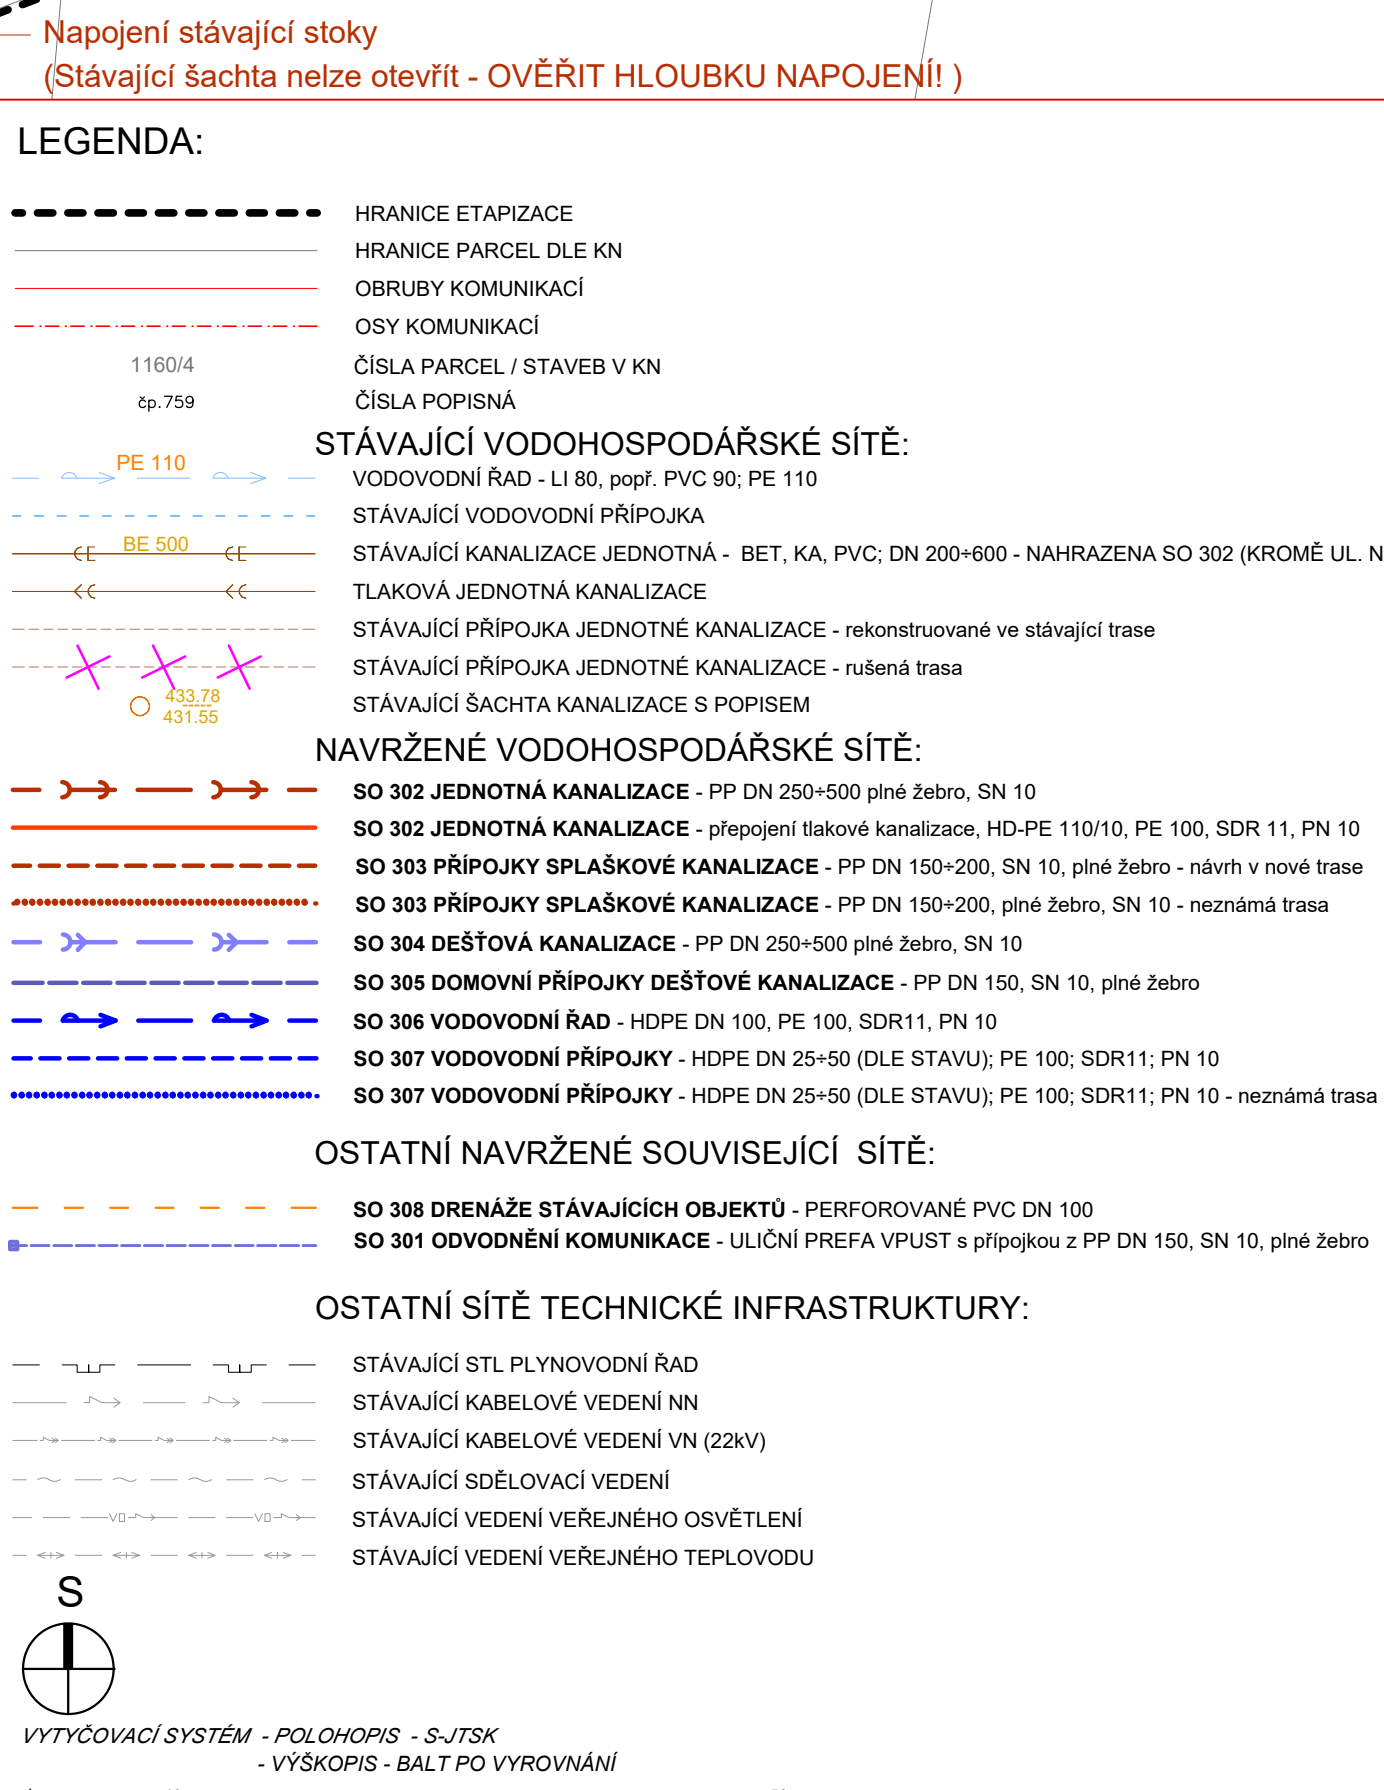 Napojení stávající stoky
(Stávající šachta nelze otevřít - OVĚŘIT HLOUBKU NAPOJENÍ! )
LEGENDA:
HRANICE ETAPIZACE
HRANICE PARCEL DLE KN
OBRUBY KOMUNIKACÍ
OSY KOMUNIKACÍ
1160/4 ČÍSLA PARCEL / STAVEB V KN
čp.759 ČÍSLA POPISNÁ
STÁVAJÍCÍ VODOHOSPODÁŘSKÉ SÍTĚ:
PE 110 VODOVODNÍ ŘAD - LI 80, popř. PVC 90; PE 110
STÁVAJÍCÍ VODOVODNÍ PŘÍPOJKA
BE 500 STÁVAJÍCÍ KANALIZACE JEDNOTNÁ - BET, KA, PVC; DN 200÷600 - NAHRAZENA SO 302 (KROMĚ UL. N
TLAKOVÁ JEDNOTNÁ KANALIZACE
STÁVAJÍCÍ PŘÍPOJKA JEDNOTNÉ KANALIZACE - rekonstruované ve stávající trase
STÁVAJÍCÍ PŘÍPOJKA JEDNOTNÉ KANALIZACE - rušená trasa
433.78
431.55
STÁVAJÍCÍ ŠACHTA KANALIZACE S POPISEM
NAVRŽENÉ VODOHOSPODÁŘSKÉ SÍTĚ:
SO 302 JEDNOTNÁ KANALIZACE - PP DN 250÷500 plné žebro, SN 10
SO 302 JEDNOTNÁ KANALIZACE - přepojení tlakové kanalizace, HD-PE 110/10, PE 100, SDR 11, PN 10
SO 303 PŘÍPOJKY SPLAŠKOVÉ KANALIZACE - PP DN 150÷200, SN 10, plné žebro - návrh v nové trase
SO 303 PŘÍPOJKY SPLAŠKOVÉ KANALIZACE - PP DN 150÷200, plné žebro, SN 10 - neznámá trasa
SO 304 DEŠŤOVÁ KANALIZACE - PP DN 250÷500 plné žebro, SN 10
SO 305 DOMOVNÍ PŘÍPOJKY DEŠŤOVÉ KANALIZACE - PP DN 150, SN 10, plné žebro
SO 306 VODOVODNÍ ŘAD - HDPE DN 100, PE 100, SDR11, PN 10
SO 307 VODOVODNÍ PŘÍPOJKY - HDPE DN 25÷50 (DLE STAVU); PE 100; SDR11; PN 10
SO 307 VODOVODNÍ PŘÍPOJKY - HDPE DN 25÷50 (DLE STAVU); PE 100; SDR11; PN 10 - neznámá trasa
OSTATNÍ NAVRŽENÉ SOUVISEJÍCÍ SÍTĚ:
SO 308 DRENÁŽE STÁVAJÍCÍCH OBJEKTŮ - PERFOROVANÉ PVC DN 100
SO 301 ODVODNĚNÍ KOMUNIKACE - ULIČNÍ PREFA VPUST s přípojkou z PP DN 150, SN 10, plné žebro
OSTATNÍ SÍTĚ TECHNICKÉ INFRASTRUKTURY:
STÁVAJÍCÍ STL PLYNOVODNÍ ŘAD
STÁVAJÍCÍ KABELOVÉ VEDENÍ NN
STÁVAJÍCÍ KABELOVÉ VEDENÍ VN (22kV)
STÁVAJÍCÍ SDĚLOVACÍ VEDENÍ
STÁVAJÍCÍ VEDENÍ VEŘEJNÉHO OSVĚTLENÍ
STÁVAJÍCÍ VEDENÍ VEŘEJNÉHO TEPLOVODU
S
VYTYČOVACÍ SYSTÉM - POLOHOPIS - S-JTSK
- VÝŠKOPIS - BALT PO VYROVNÁNÍ